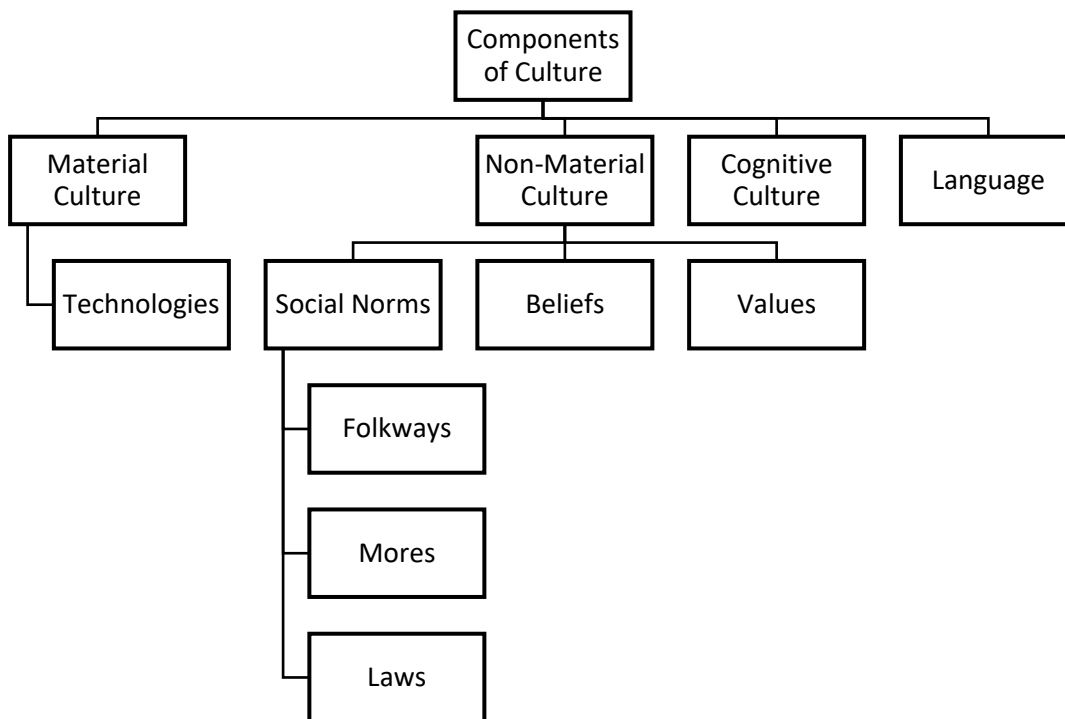 Components
of Culture
Material
Culture
Non-Material
Culture
Cognitive
Culture
Language
Technologies
Social Norms
Beliefs
Values
Folkways
Mores
Laws